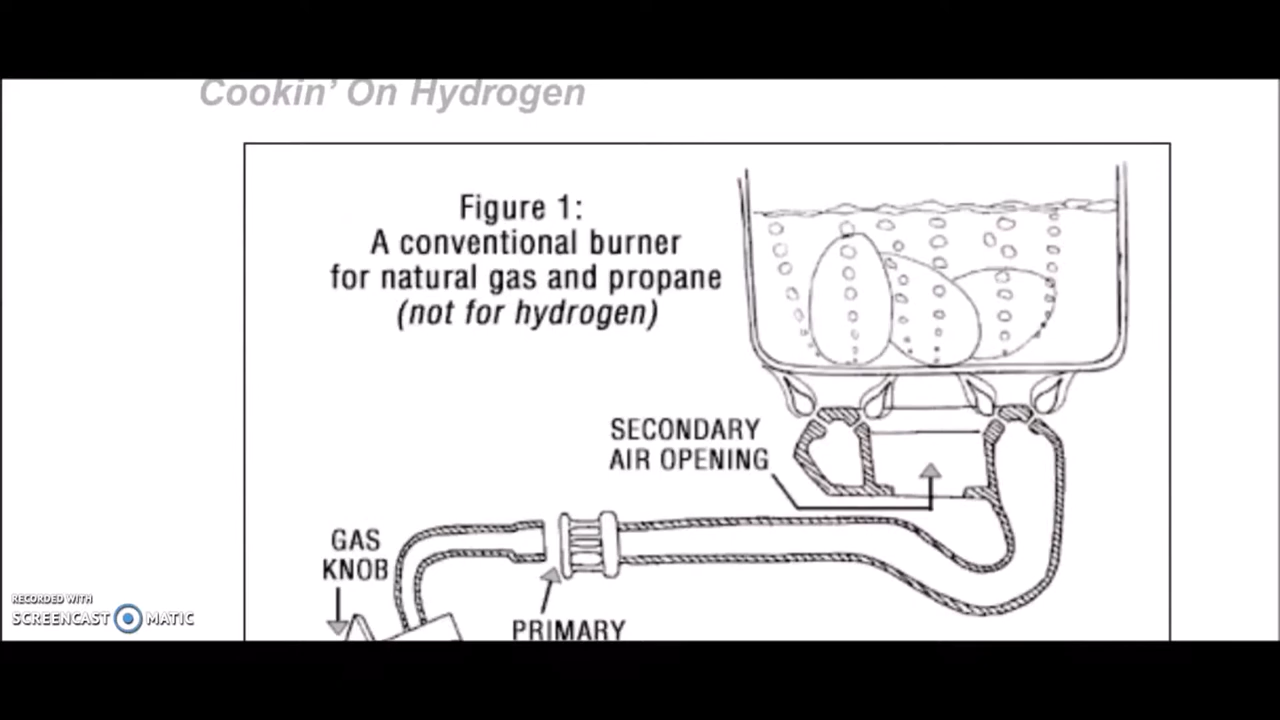 Cookin' On Hydrogen
Figure 1:
A conventional burner
for natural gas and propane
(not for hydrogen)
SECONDARY
AIR OPENING
GAS
KNOB
PRIMARY
RECORDED WITH
SCREENCAST MATIC